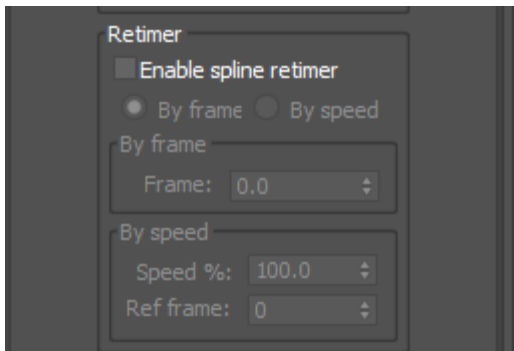 Retimer
Enable spline retimer
By frame By speed
By frame
Frame: 0.0
By speed
Speed %: 100.0
Ref frame: 0